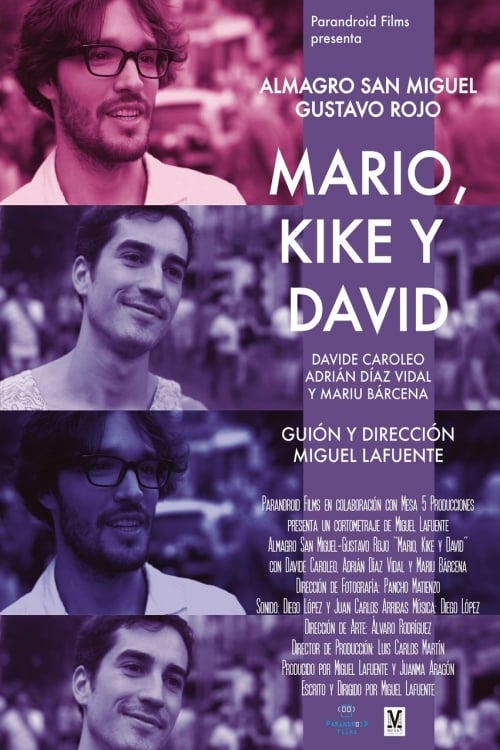 Parandroid Films
presenta
ALMAGRO SAN MIGUEL
GUSTAVO ROJO
MARIO,
KIKE Y
DAVID
DAVIDE CAROLEO
ADRIÁN DÍAZ VIDAL
Y MARIU BÁRCENA
GUIÓN Y DIRECCIÓN
MIGUEL LAFUENTE
Parandroid Films en colaboración con Mesa 5 Producciones
presenta un cortometraje de Miguel Lafuente
Almagro San Miguel-Gustavo Rojo "Mario, Kike y David"
con Davide Caroleo, Adrián Díaz Vidal y Mariu Bárcena
Dirección de Fotografía: Pancho Matienzo
Sonido: Diego López y Juan Carlos Arribas Música: Diego López
Dirección de Arte: Álvaro Rodríguez
Director de Producción: Luis Carlos Martín
Producido por Miguel Lafuente y Juanma Aragón
Escrito y Dirigido por Miguel Lafuente
Parandroid
Films